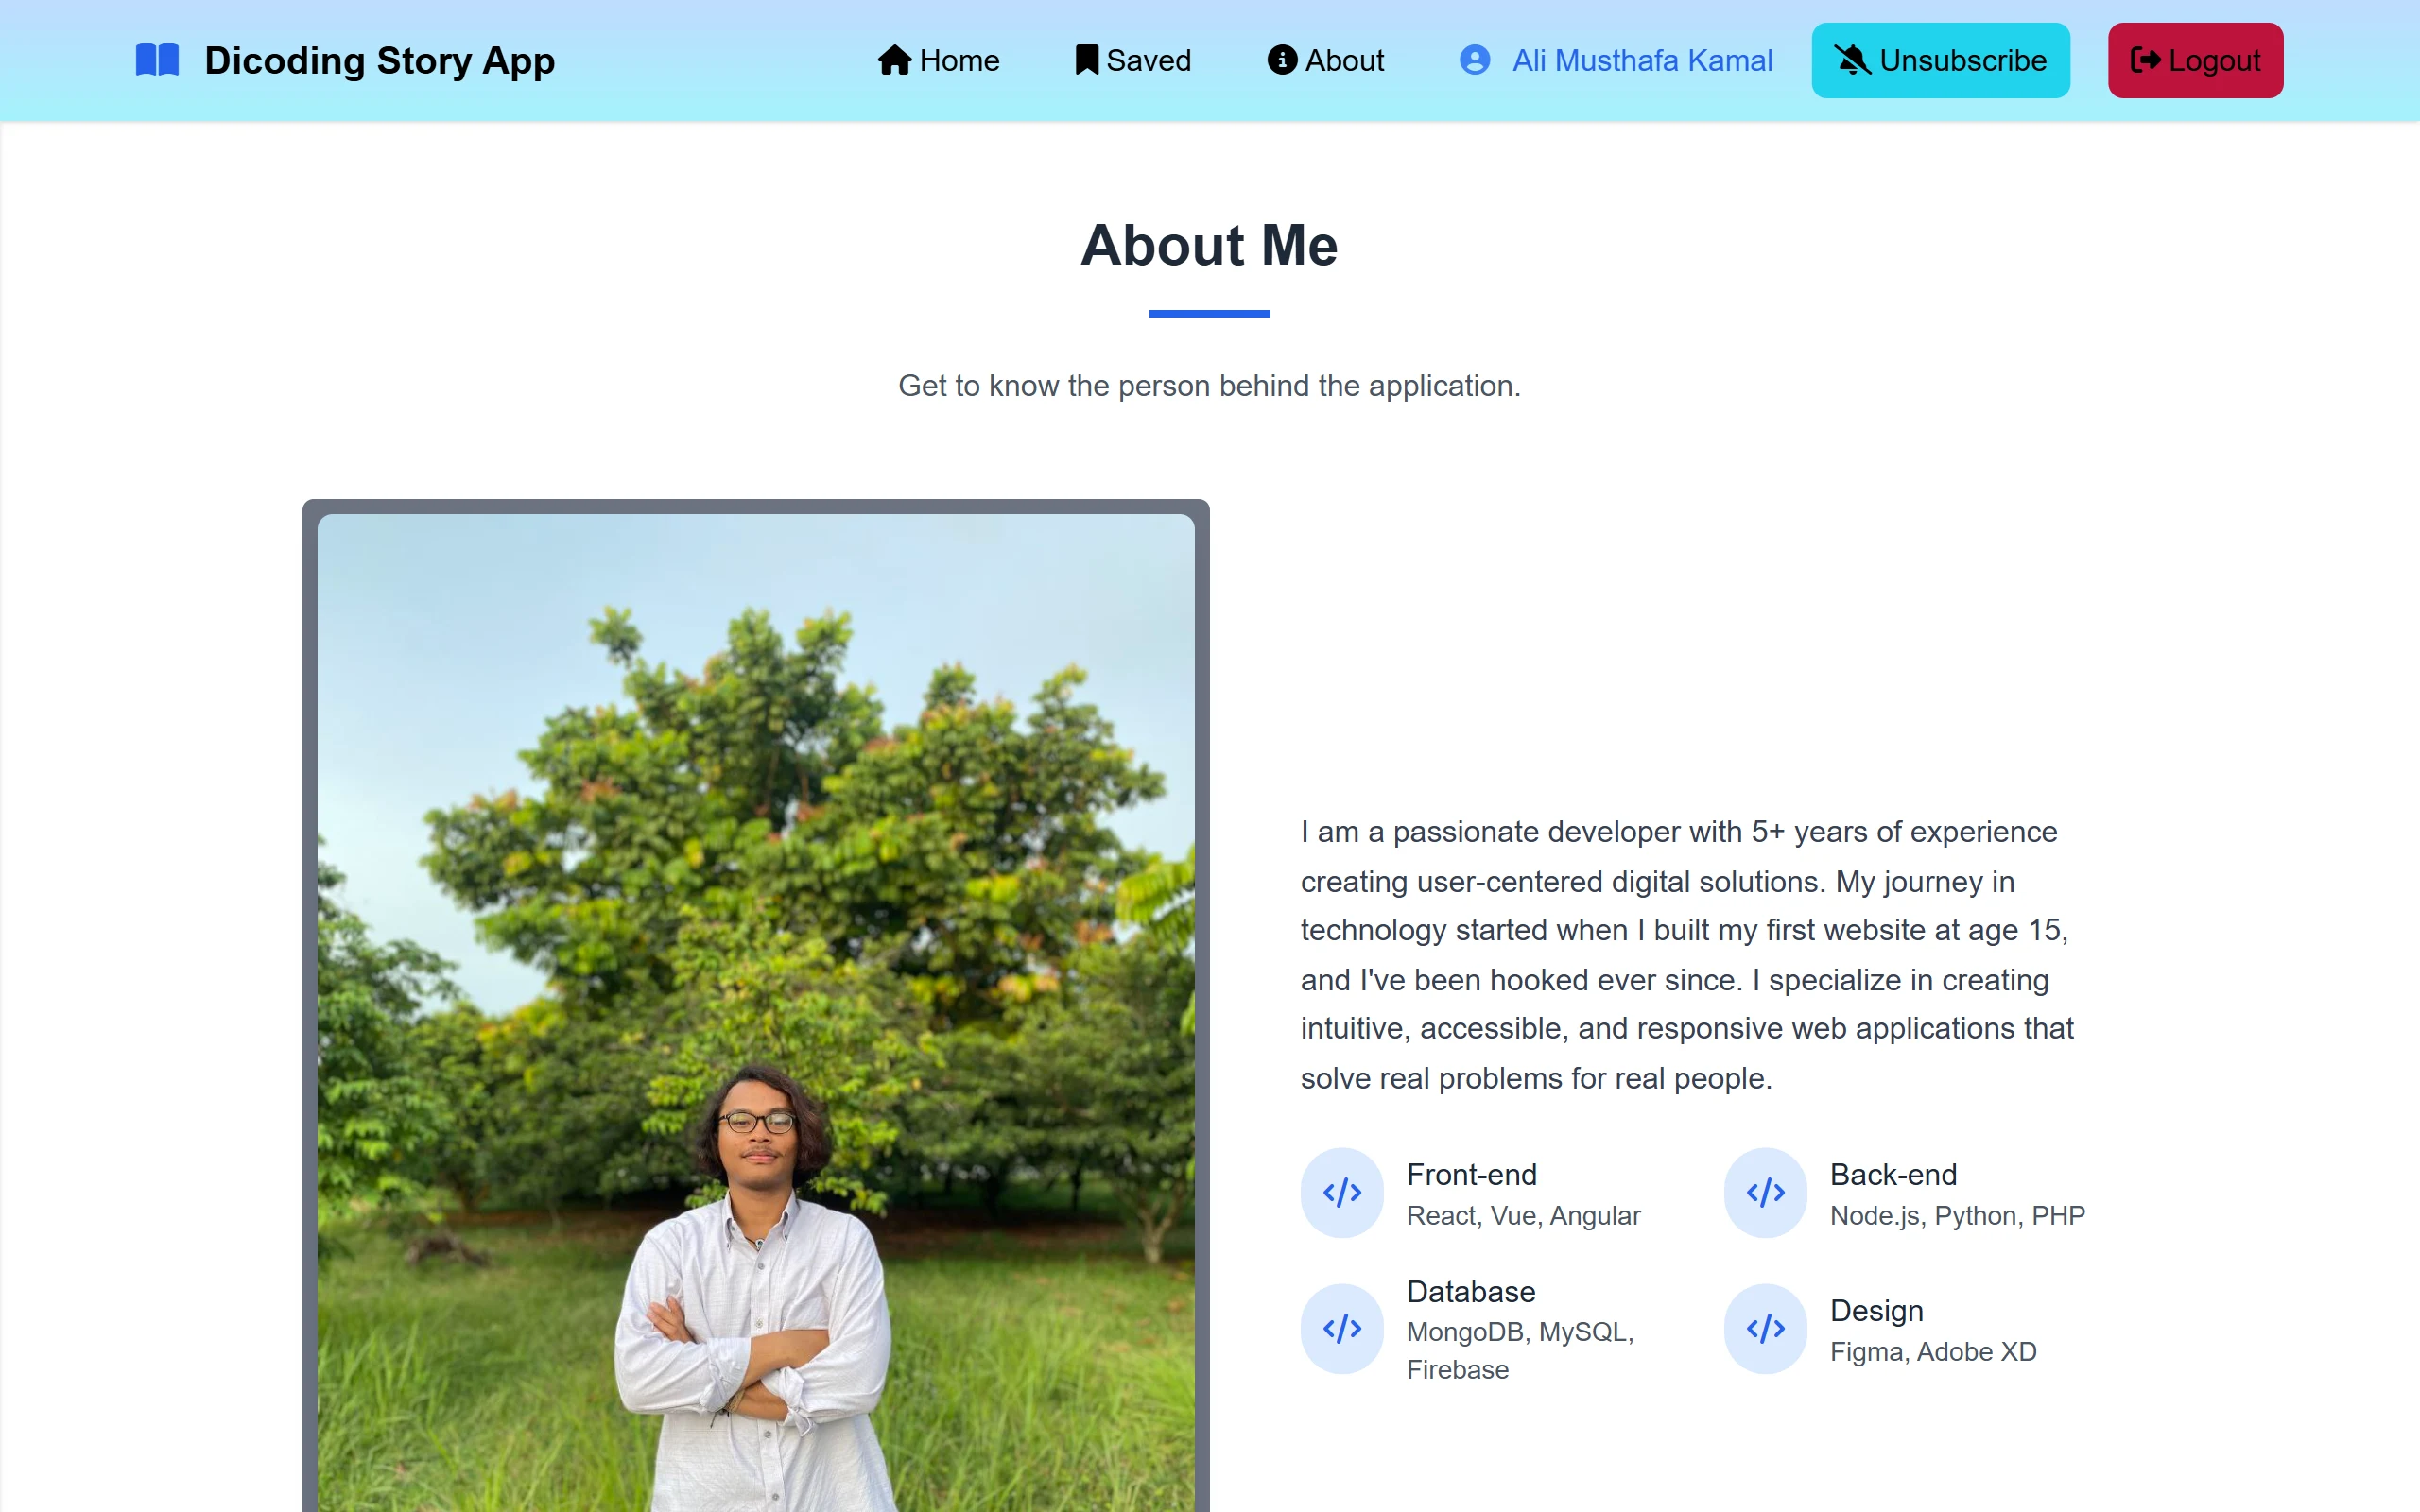 Dicoding Story App
Home
Saved
About
Ali Musthafa Kamal
Unsubscribe
Logout
About Me
Get to know the person behind the application.
I am a passionate developer with 5+ years of experience
creating user-centered digital solutions. My journey in
technology started when I built my first website at age 15,
and I've been hooked ever since. I specialize in creating
intuitive, accessible, and responsive web applications that
solve real problems for real people.
Front-end
React, Vue, Angular
Back-end
Node.js, Python, PHP
Database
MongoDB, MySQL,
Firebase
Design
Figma, Adobe XD